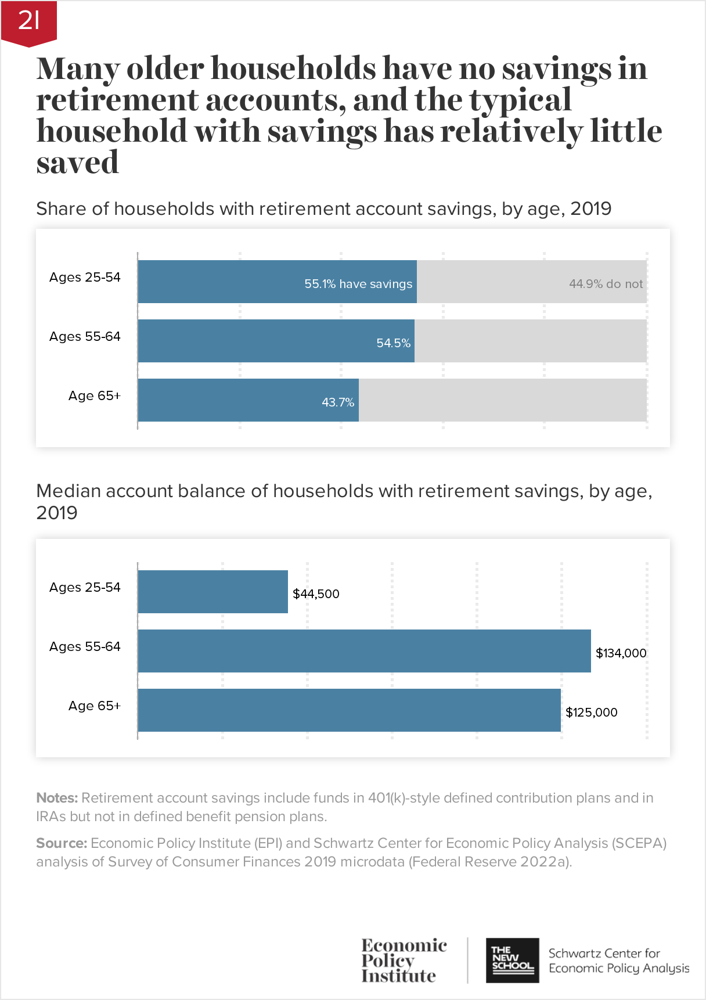 21
Many older households have no savings in
retirement accounts, and the typical
household with savings has relatively little
saved
Share of households with retirement account savings, by age, 2019
Ages 25-54
55.1% have savings
44.9% do not
Ages 55-64
54.5%
Age 65+
43.7%
Median account balance of households with retirement savings, by age,
2019
Ages 25-54
$44,500
Ages 55-64
$134,000
Age 65+
$125,000
Notes: Retirement account savings include funds in 401(k)-style defined contribution plans and in
IRAs but not in defined benefit pension plans.
Source: Economic Policy Institute (EPI) and Schwartz Center for Economic Policy Analysis (SCEPA)
analysis of Survey of Consumer Finances 2019 microdata (Federal Reserve 2022a).
Economic
Policy
Institute
THE
NEW
SCHOOL
Schwartz Center for
Economic Policy Analysis